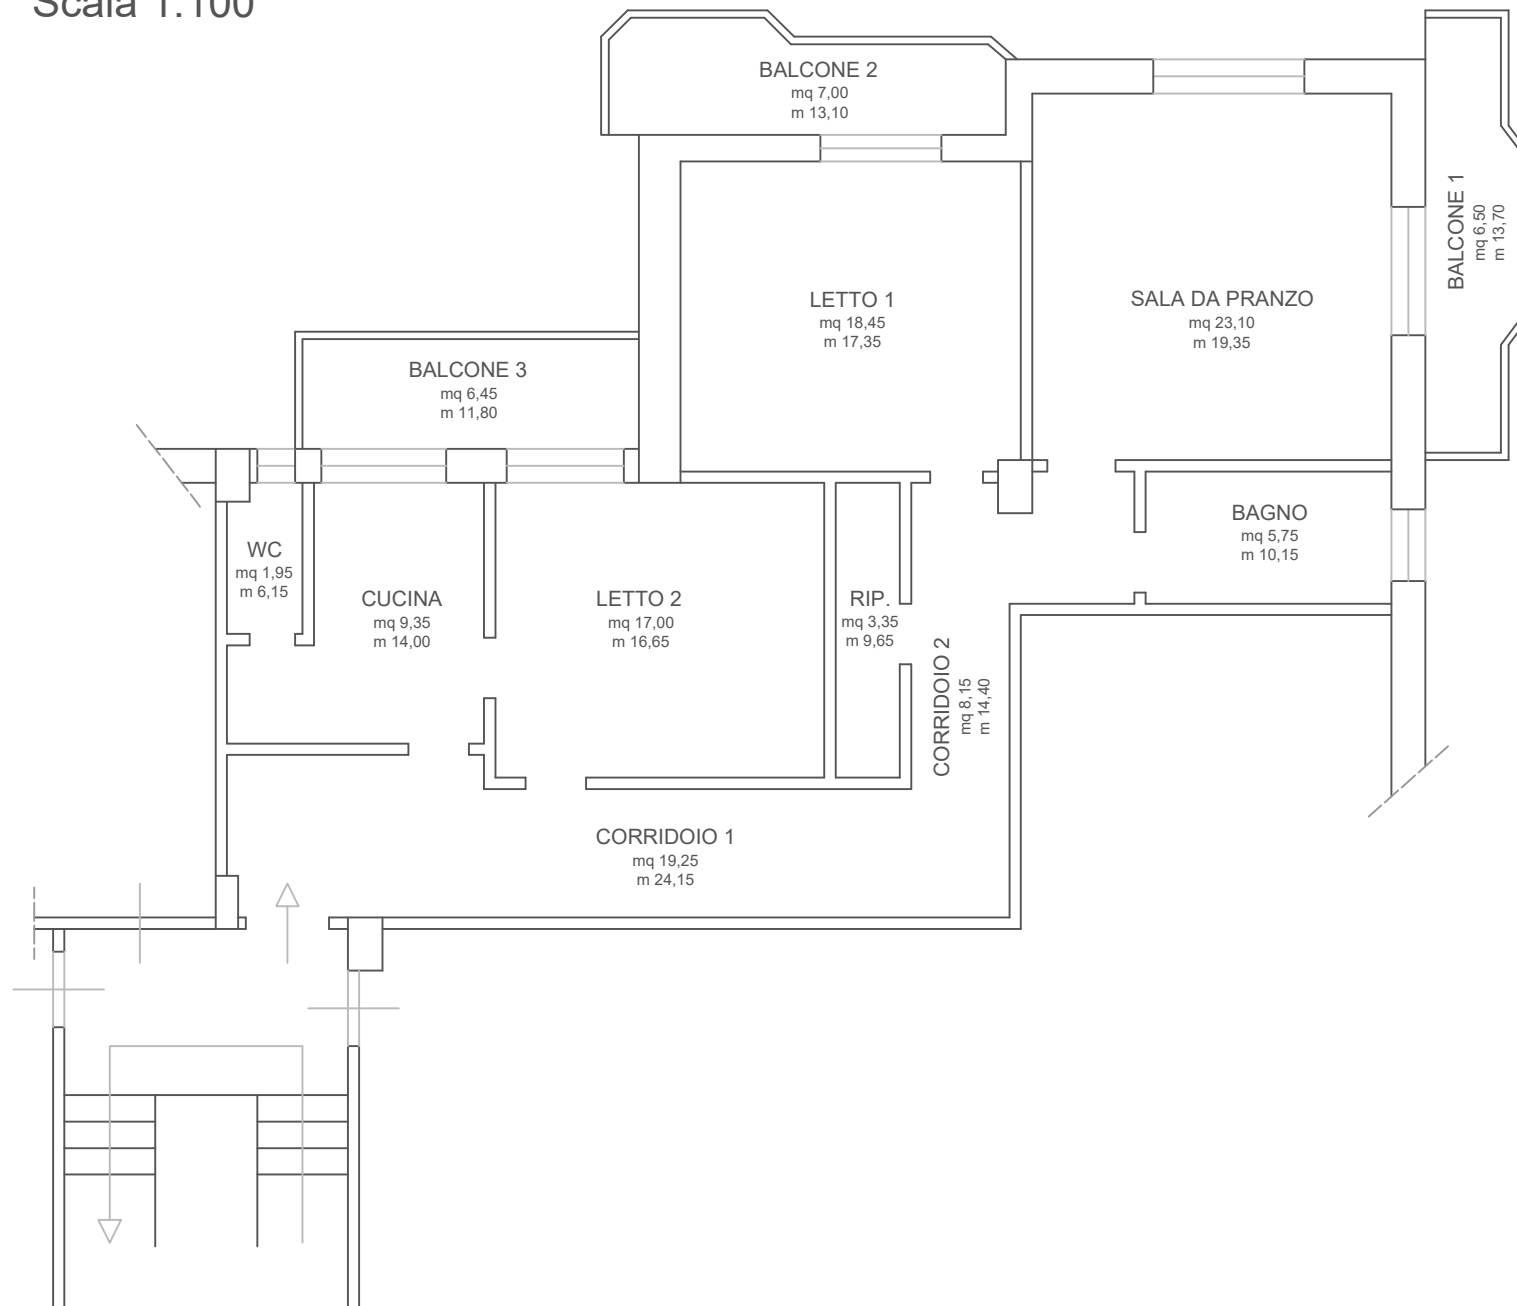 Scala 1:100
BALCONE 2
mq 7,00
m 13,10
BALCONE 1
mq 6,50
m 13,70
LETTO 1
mq 18,45
m 17,35
SALA DA PRANZO
mq 23,10
m 19,35
BALCONE 3
mq 6,45
m 11,80
BAGNO
mq 5,75
m 10,15
WC
mq 1,95
m 6,15
CUCINA
mq 9,35
m 14,00
LETTO 2
mq 17,00
m 16,65
RIP.
mq 3,35
m 9,65
CORRIDOIO 2
mq 8,15
m 14,40
CORRIDOIO 1
mq 19,25
m 24,15